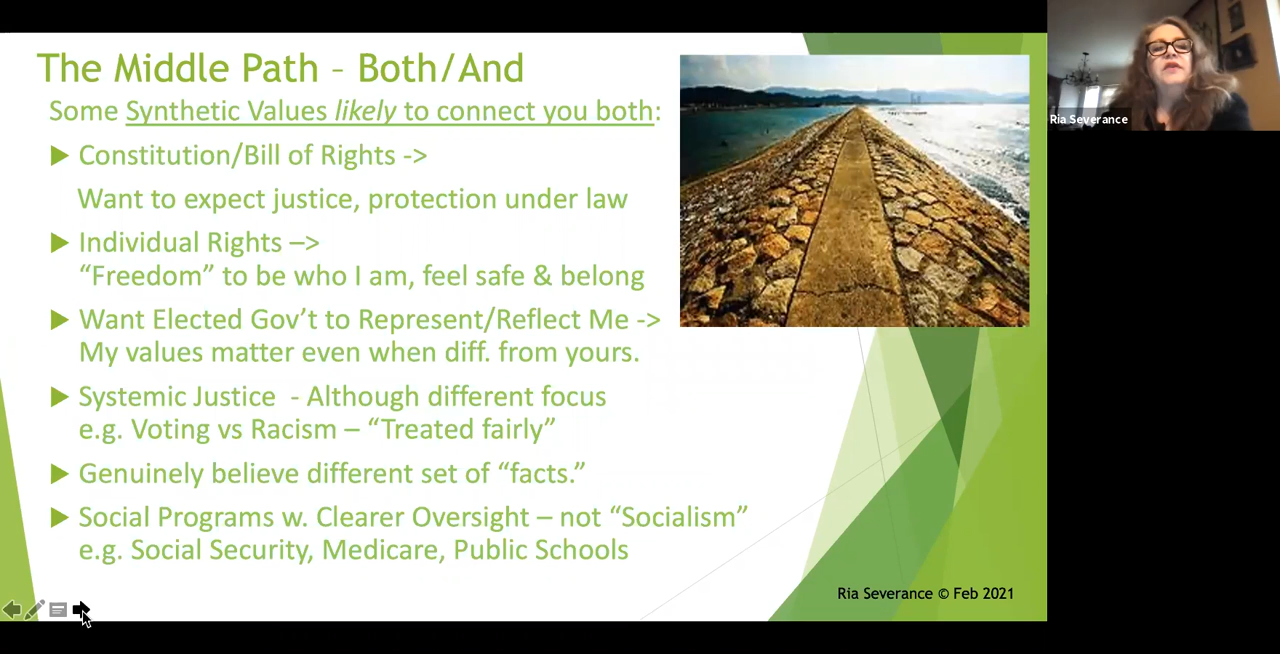 The Middle Path – Both/And
Some Synthetic Values likely to connect you both:
Constitution/Bill of Rights ->
Want to expect justice, protection under law
Individual Rights –>
“Freedom” to be who I am, feel safe & belong
Want Elected Gov’t to Represent/Reflect Me ->
My values matter even when diff. from yours.
Systemic Justice - Although different focus
e.g. Voting vs Racism – “Treated fairly”
Genuinely believe different set of “facts.”
Social Programs w. Clearer Oversight – not “Socialism”
e.g. Social Security, Medicare, Public Schools
Ria Severance © Feb 2021
Ria Severance